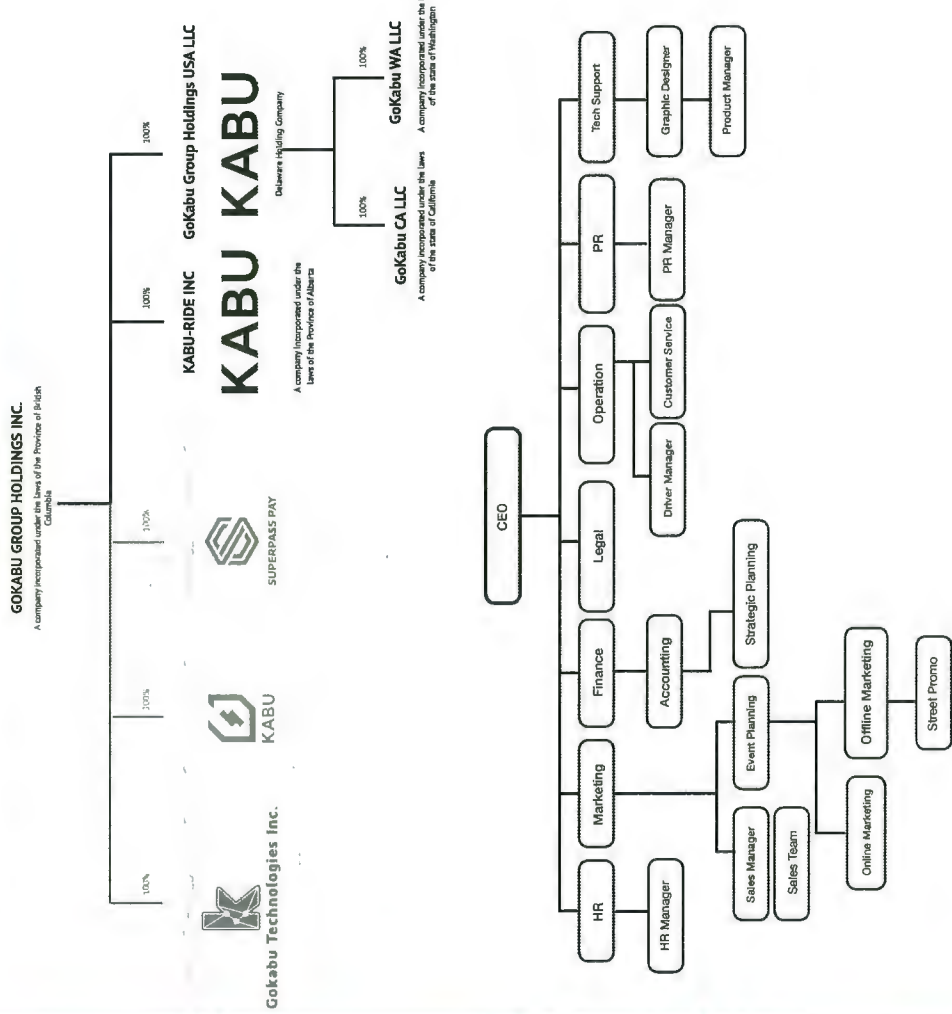 GOKABU GROUP HOLDINGS INC.
A company incorporated under the laws of the Province of British
Columbia
100%
100%
100%
100%
100%
Gokabu Technologies Inc.
KABU
SUPERPASS PAY
KABU-RIDE INC
KABU
A company incorporated under the
laws of the Province of Alberta
GoKabu Group Holdings USA LLC
KABU
Delaware Holding Company
100%
100%
GoKabu CA LLC
A company incorporated under the laws
of the state of California
GoKabu WA LLC
A company incorporated under the
of the state of Washington
CEO
HR
Marketing
Finance
Legal
Operation
PR
Tech Support
HR Manager
Accounting
Driver Manager
Customer Service
PR Manager
Graphic Designer
Sales Manager
Event Planning
Strategic Planning
Product Manager
Sales Team
Online Marketing
Offline Marketing
Street Promo